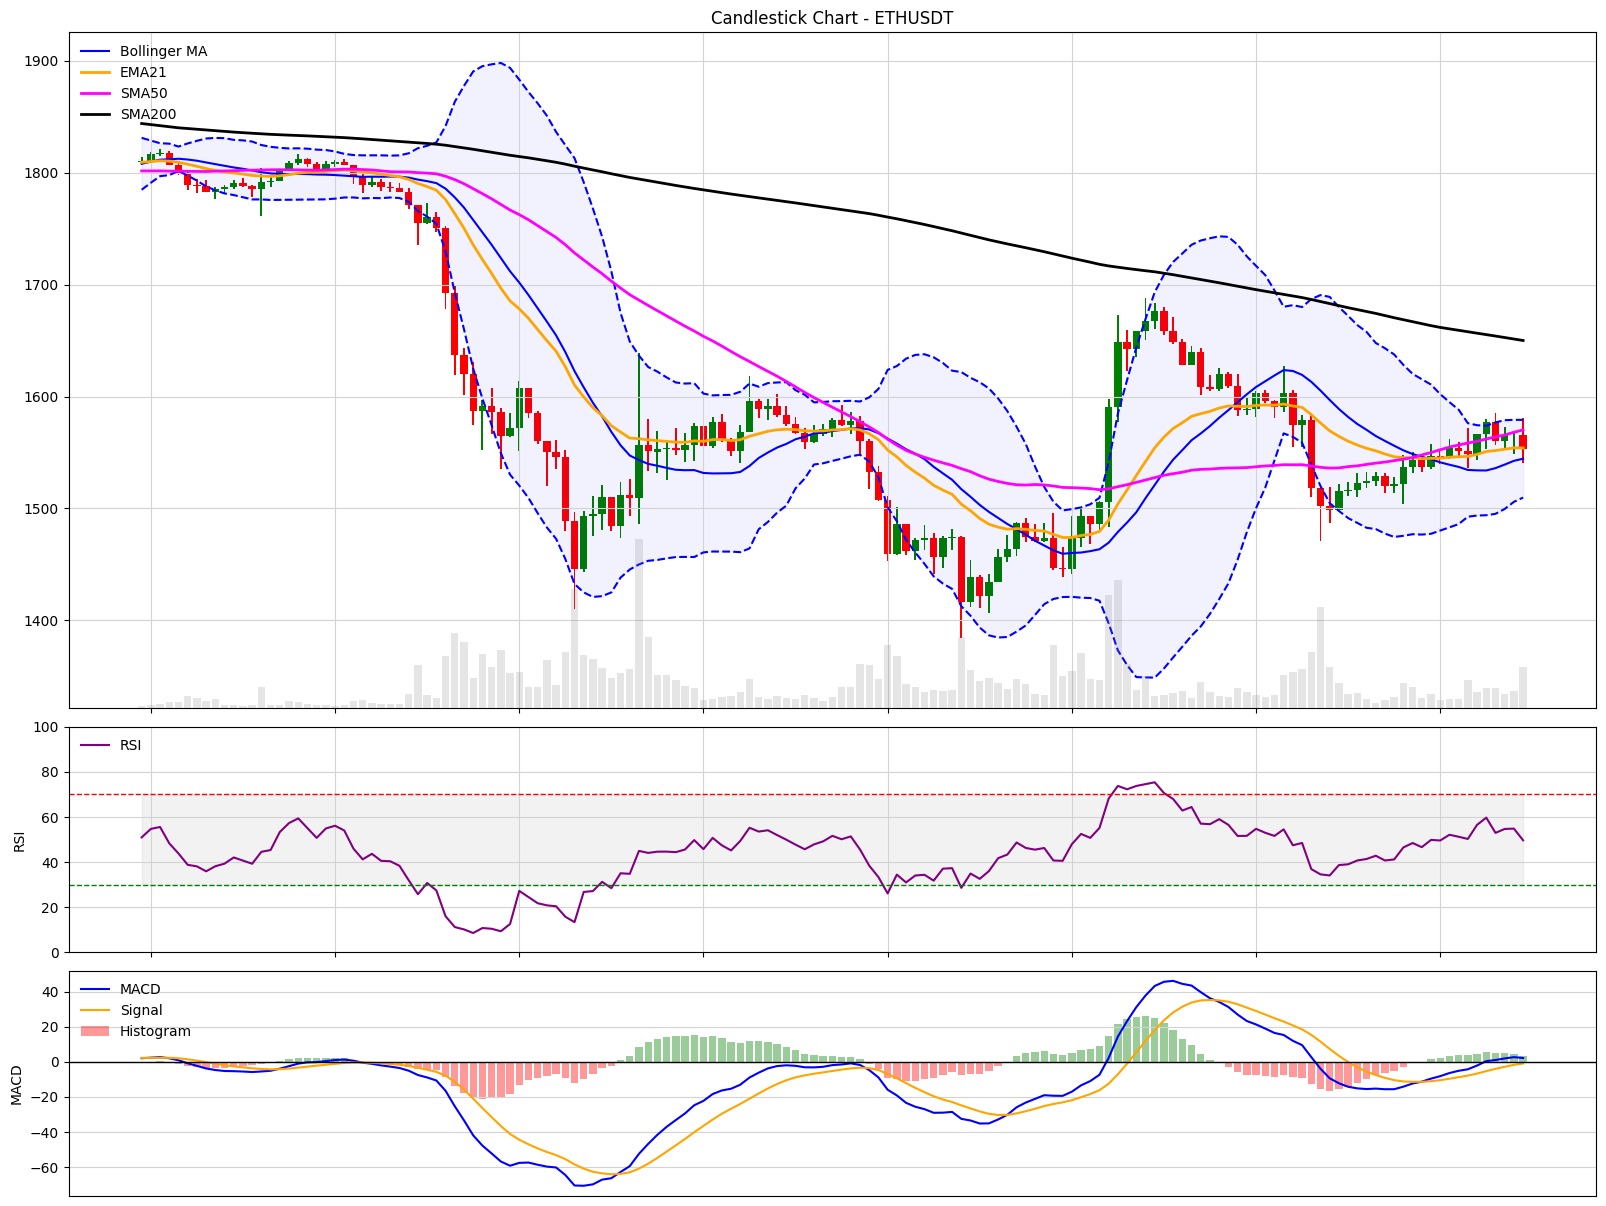 Candlestick Chart - ETHUSDT
Bollinger MA
EMA21
SMA50
SMA200
1900
1800
1700
1600
1500
1400
RSI
100
80
60
40
20
0
RSI
MACD
Signal
Histogram
40
20
0
−20
−40
−60
MACD